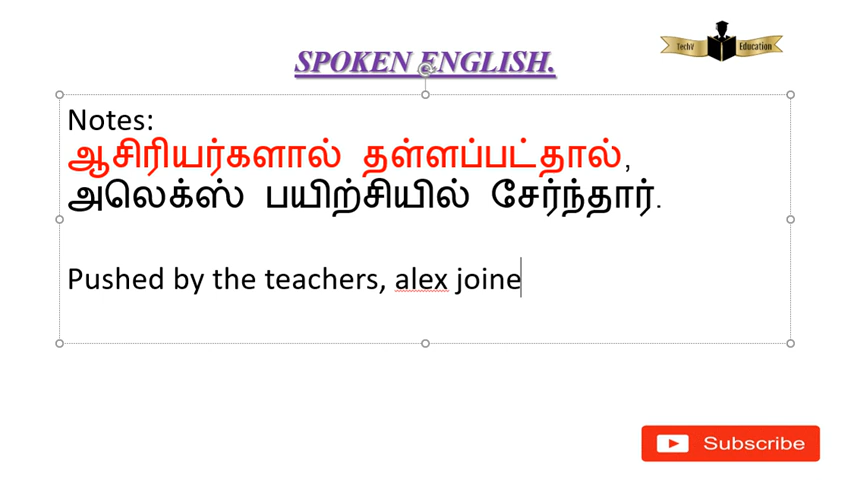 TechV Education
SPOKEN ENGLISH.
Notes:
ஆசிரியர்களால் தள்ளப்பட்தால்,
அலெக்ஸ் பயிற்சியில் சேர்ந்தார்.
Pushed by the teachers, alex joine
Subscribe